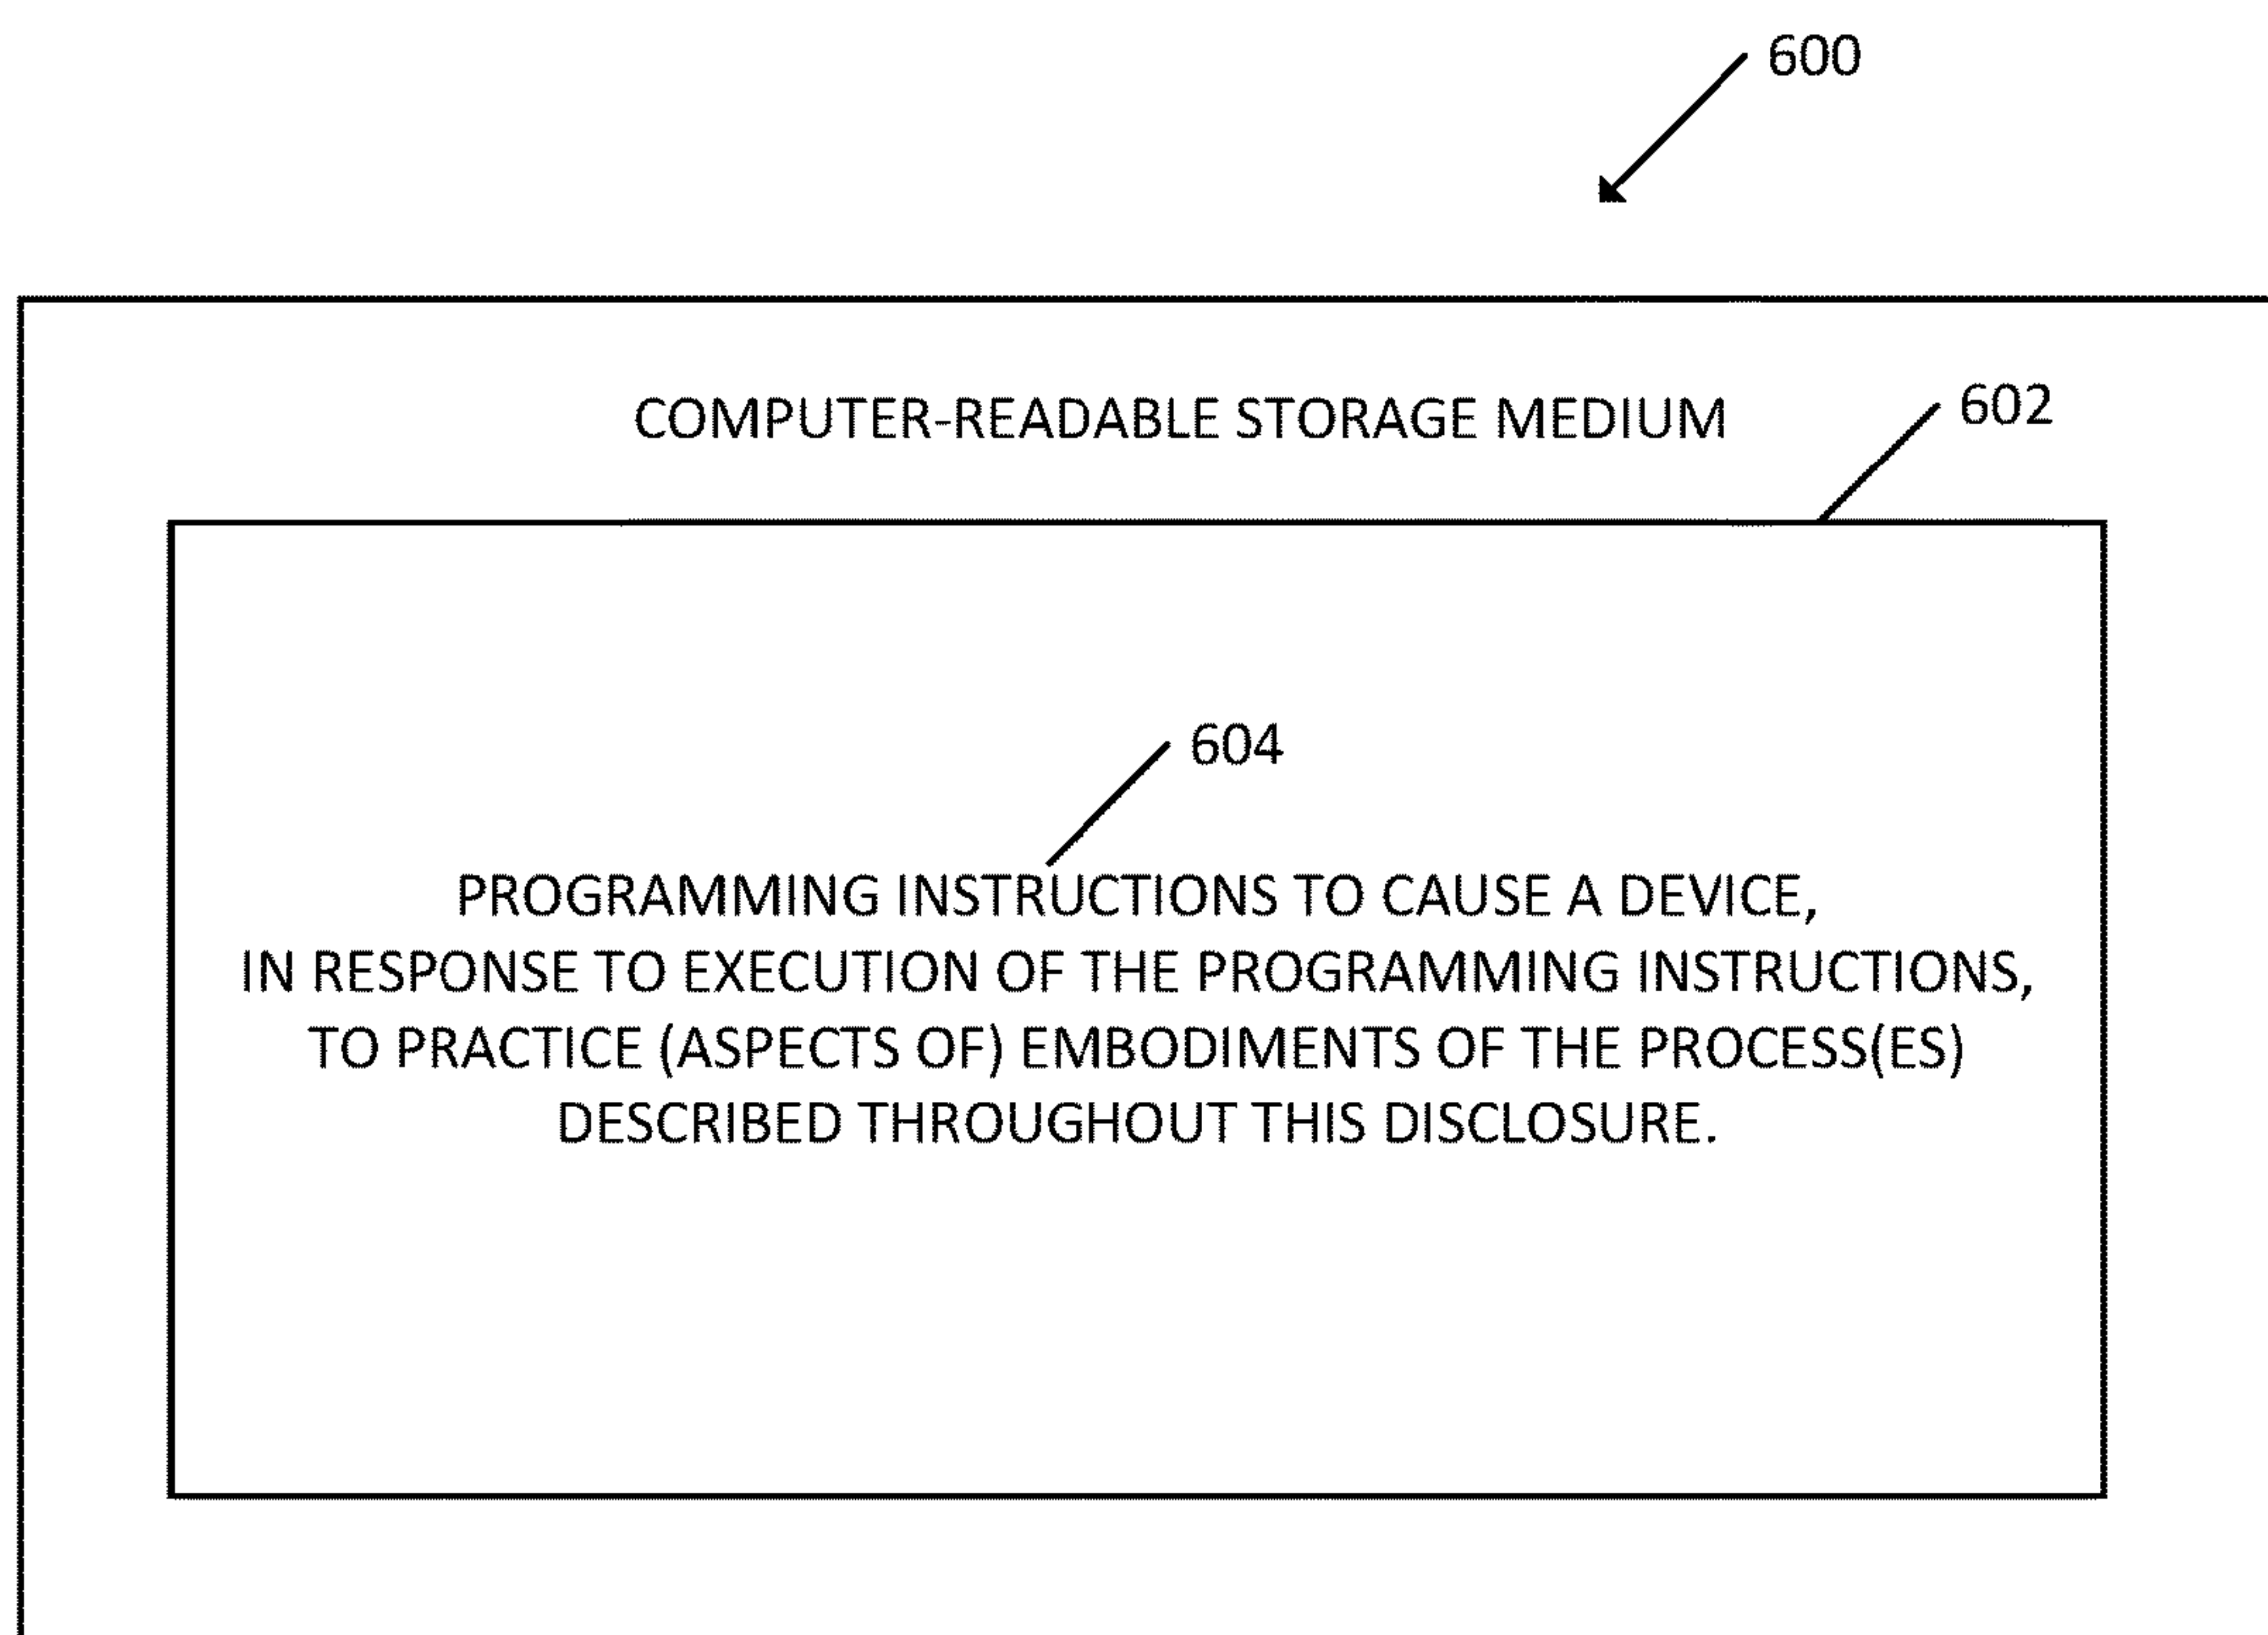 600
COMPUTER-READABLE STORAGE MEDIUM
602
604
PROGRAMMING INSTRUCTIONS TO CAUSE A DEVICE,
IN RESPONSE TO EXECUTION OF THE PROGRAMMING INSTRUCTIONS,
TO PRACTICE (ASPECTS OF) EMBODIMENTS OF THE PROCESS(ES)
DESCRIBED THROUGHOUT THIS DISCLOSURE.